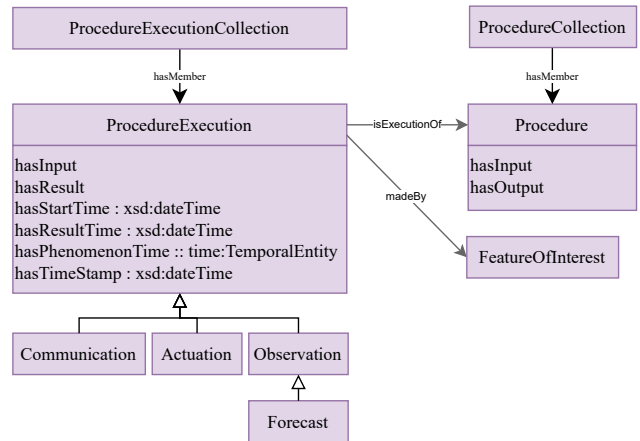 ProcedureExecutionCollection
ProcedureCollection
hasMember
hasMember
ProcedureExecution
isExecutionOf
Procedure
hasInput
hasResult
hasStartTime : xsd:dateTime
hasResultTime : xsd:dateTime
hasPhenomenonTime :: time:TemporalEntity
hasTimeStamp : xsd:dateTime
hasInput
hasOutput
madeBy
FeatureOfInterest
Communication
Actuation
Observation
Forecast